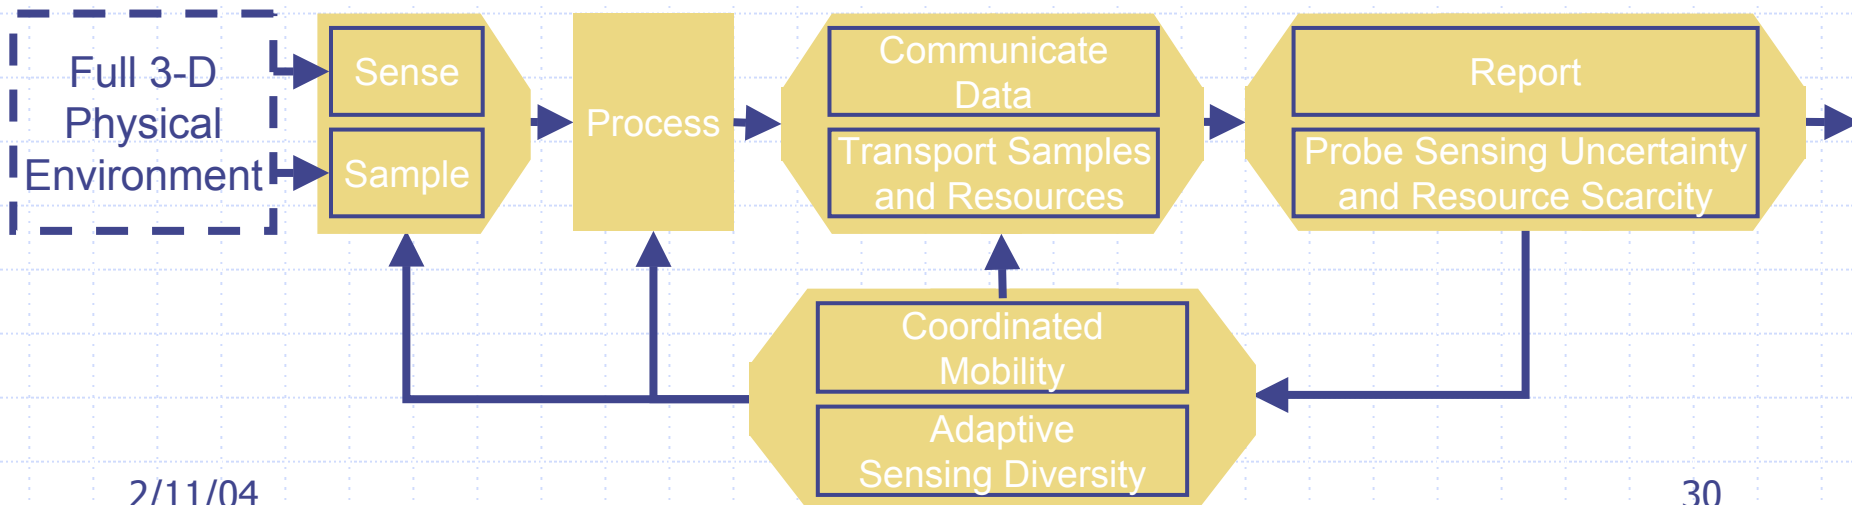 Full 3-D
Physical
Environment
Sense
Sample
Process
Communicate
Data
Transport Samples
and Resources
Report
Probe Sensing Uncertainty
and Resource Scarcity
Coordinated
Mobility
Adaptive
Sensing Diversity
2/11/04
30